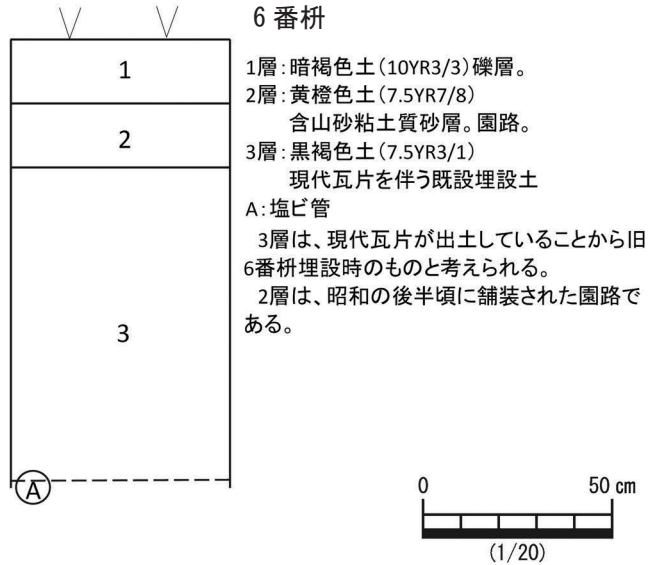 6番枡
1
2
3
A
1層：暗褐色土(10YR3/3)礫層。
2層：黄橙色土(7.5YR7/8)
含山砂粘土質砂層。園路。
3層：黒褐色土(7.5YR3/1)
現代瓦片を伴う既設埋設土
A：塩ビ管
3層は、現代瓦片が出土していることから旧
6番枡埋設時のものと考えられる。
2層は、昭和の後半頃に舗装された園路で
ある。
0 50 cm
(1/20)